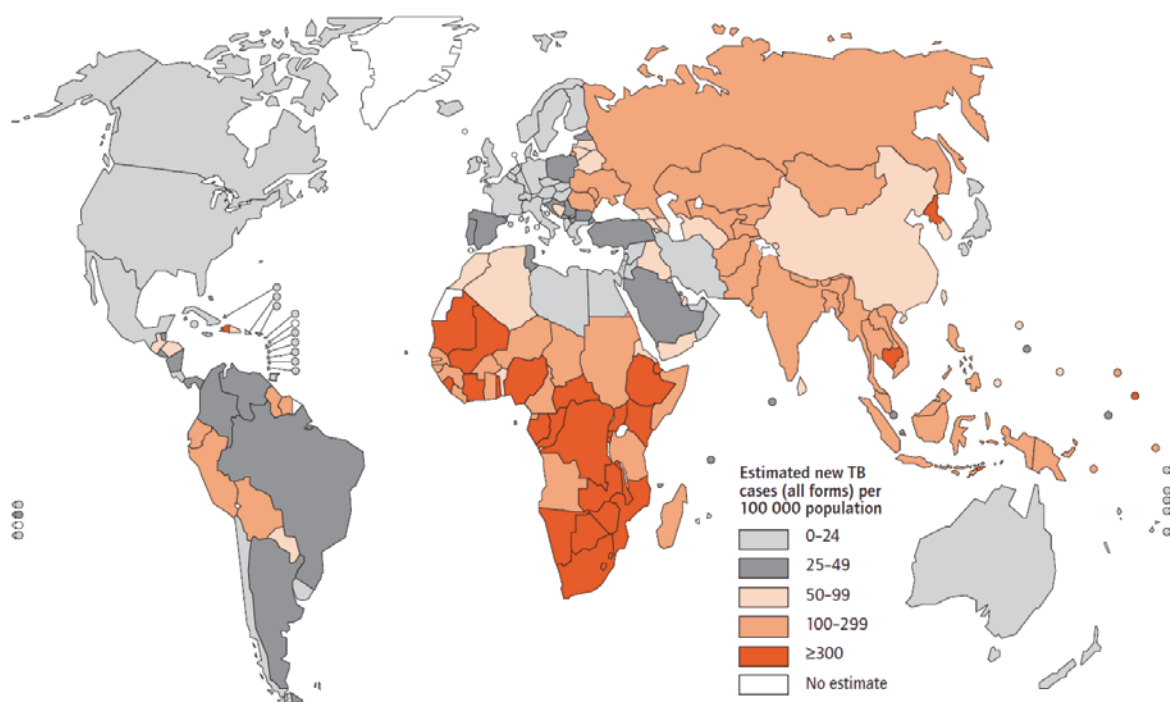 Estimated new TB
cases (all forms) per
100 000 population
0–24
25–49
50–99
100–299
≥300
No estimate